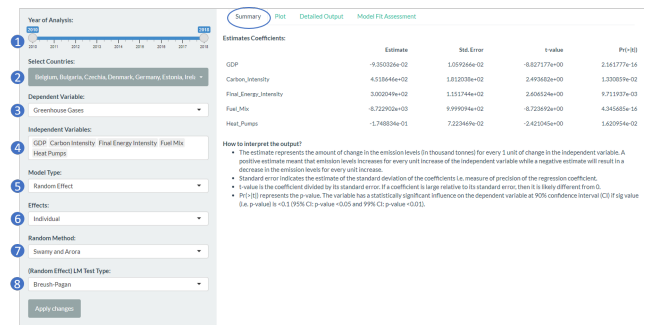 Year of Analysis:
2010 2018
1
2010 2011 2012 2013 2014 2015 2016 2017 2018
Select Countries:
2
Belgium, Bulgaria, Czechia, Denmark, Germany, Estonia, Irela
Dependent Variable:
3
Greenhouse Gases
Independent Variables:
4
GDP Carbon Intensity Final Energy Intensity Fuel Mix
Heat Pumps
Model Type:
5
Random Effect
Effects:
6
Individual
Random Method:
7
Swamy and Arora
(Random Effect) LM Test Type:
8
Breush-Pagan
Apply changes
Summary Plot Detailed Output Model Fit Assessment
Estimates Coefficients:
Estimate Std. Error t-value Pr(>|t|)
GDP -9.350326e-02 1.059266e-02 -8.827177e+00 2.161777e-16
Carbon_Intensity 4.518646e+02 1.812038e+02 2.493682e+00 1.330859e-02
Final_Energy_Intensity 3.002049e+02 1.151744e+02 2.606524e+00 9.711937e-03
Fuel_Mix -8.722902e+03 9.999094e+02 -8.723692e+00 4.345685e-16
Heat_Pumps -1.748834e-01 7.223469e-02 -2.421045e+00 1.620954e-02
How to interpret the output?
• The estimate represents the amount of change in the emission levels (in thousand tonnes) for every 1 unit of change in the independent variable. A
positive estimate meant that emission levels increases for every unit increase of the independent variable while a negative estimate will result in a
decrease in the emission levels for every unit increase.
• Standard error indicates the estimate of the standard deviation of the coefficients i.e. measure of precision of the regression coefficient.
• t-value is the coefficient divided by its standard error. If a coefficient is large relative to its standard error, then it is likely different from 0.
• Pr(>|t|) represents the p-value. The variable has a statistically significant influence on the dependent variable at 90% confidence interval (CI) if sig value
(i.e. p-value) is <0.1 (95% CI: p-value <0.05 and 99% CI: p-value <0.01).